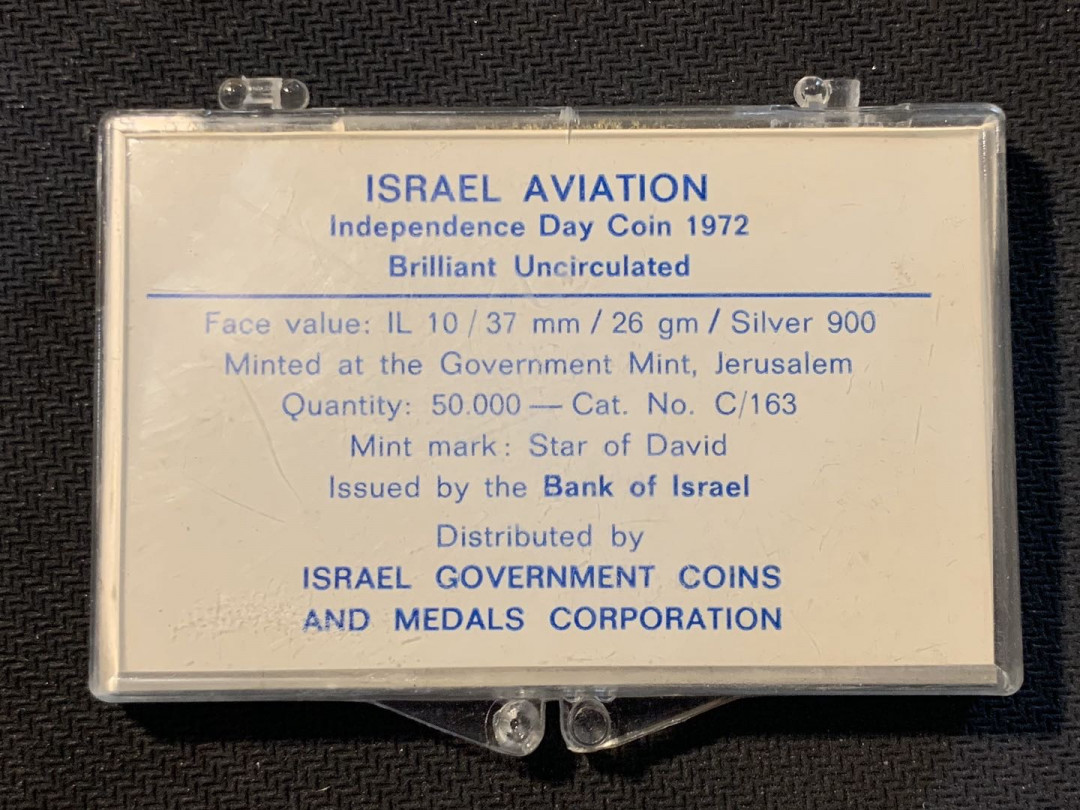 ISRAEL AVIATION
Independence Day Coin 1972
Brilliant Uncirculated
Face value: IL 10 / 37 mm / 26 gm / Silver 900
Minted at the Government Mint, Jerusalem
Quantity: 50.000 — Cat. No. C/163
Mint mark: Star of David
Issued by the Bank of Israel
Distributed by
ISRAEL GOVERNMENT COINS
AND MEDALS CORPORATION